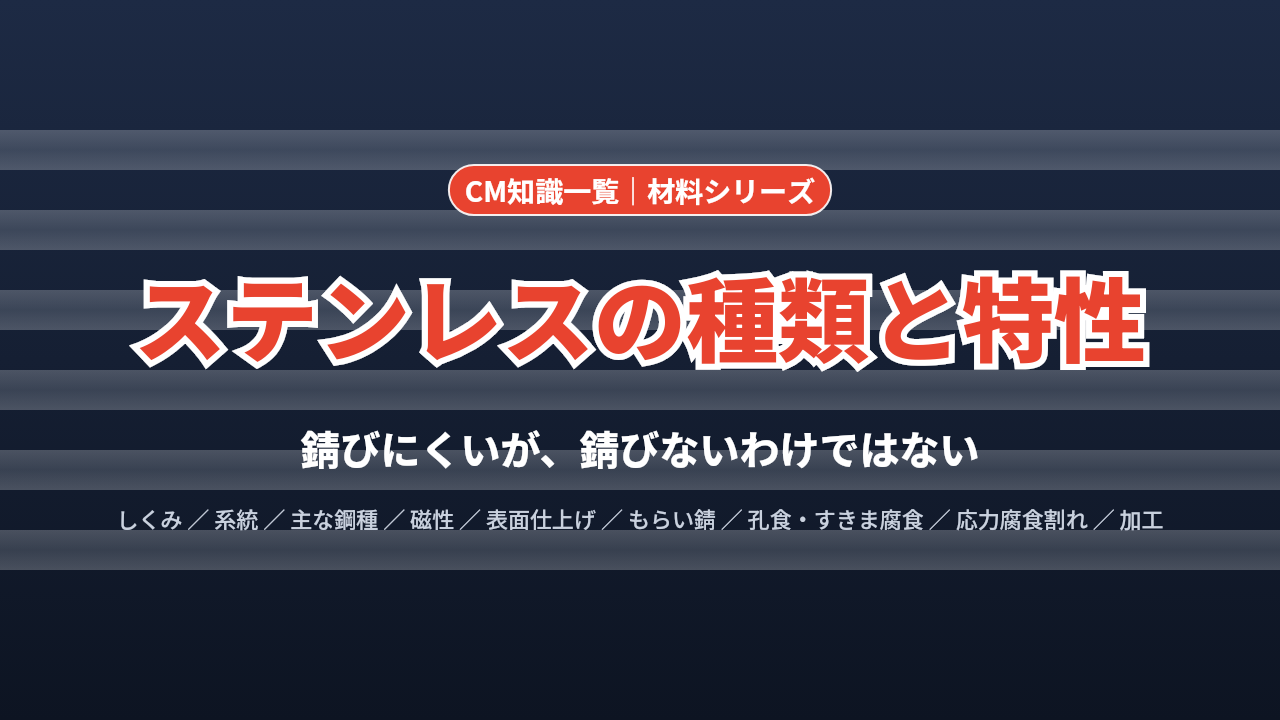 CM知識一覧｜材料シリーズ
ステンレスの種類と特性
錆びにくいが、錆びないわけではない
しくみ ／ 系統 ／ 主な鋼種 ／ 磁性 ／ 表面仕上げ ／ もらい錆 ／ 孔食・すきま腐食 ／ 応力腐食割れ ／ 加工